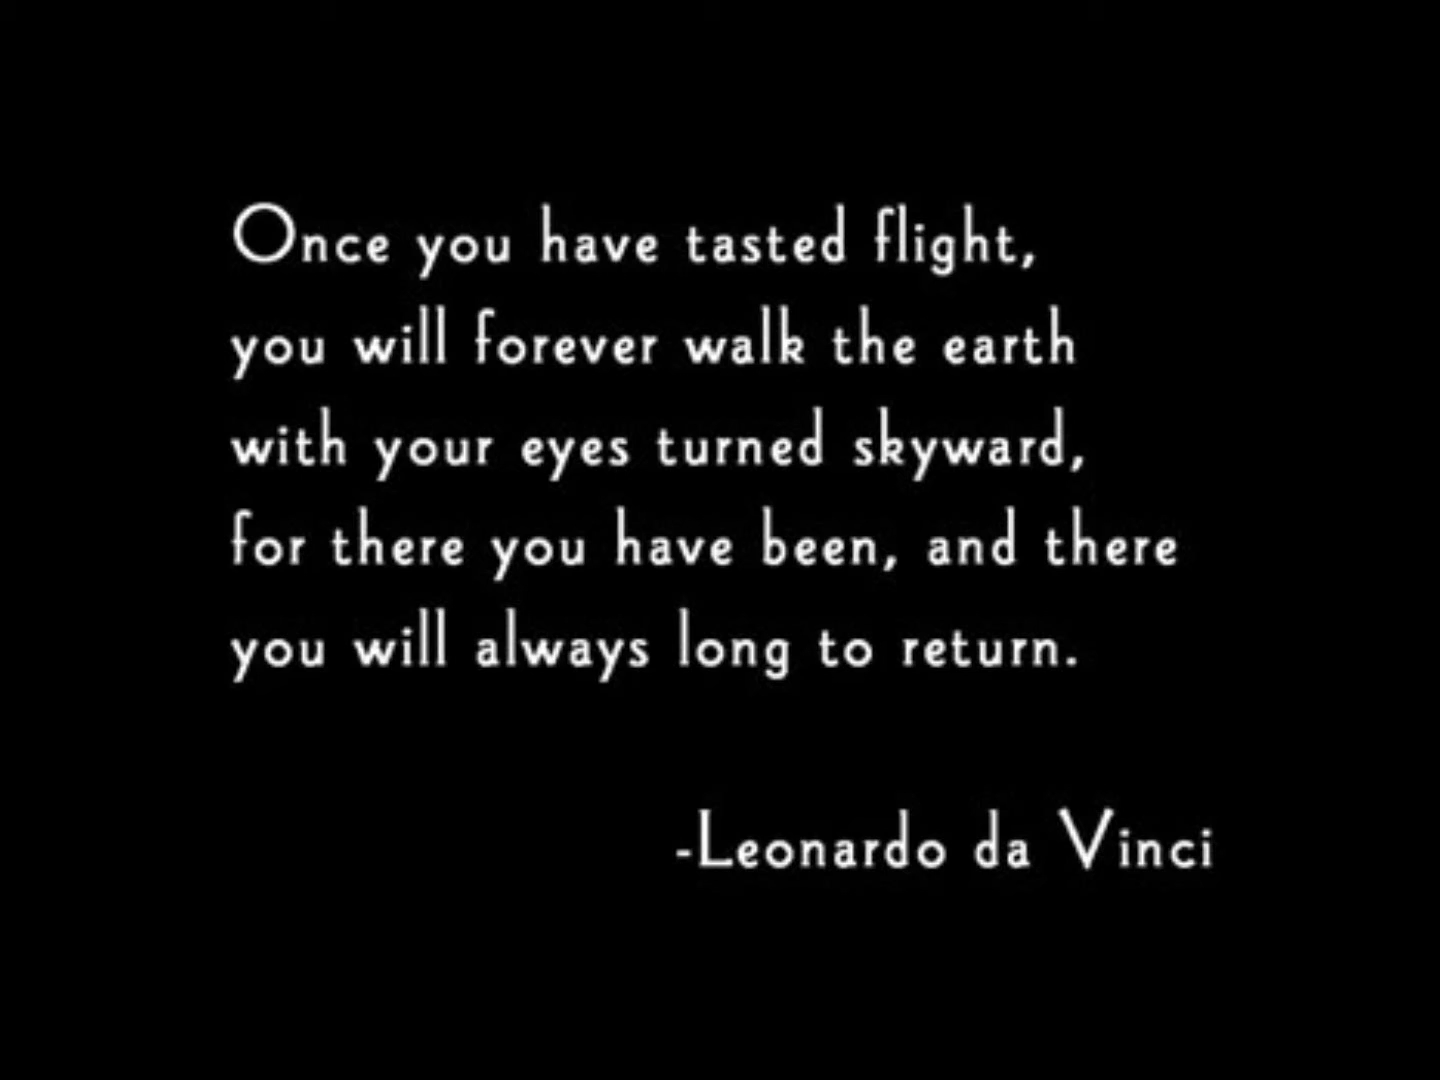 Once you have tasted flight,
you will forever walk the earth
with your eyes turned skyward,
for there you have been, and there
you will always long to return.
-Leonardo da Vinci